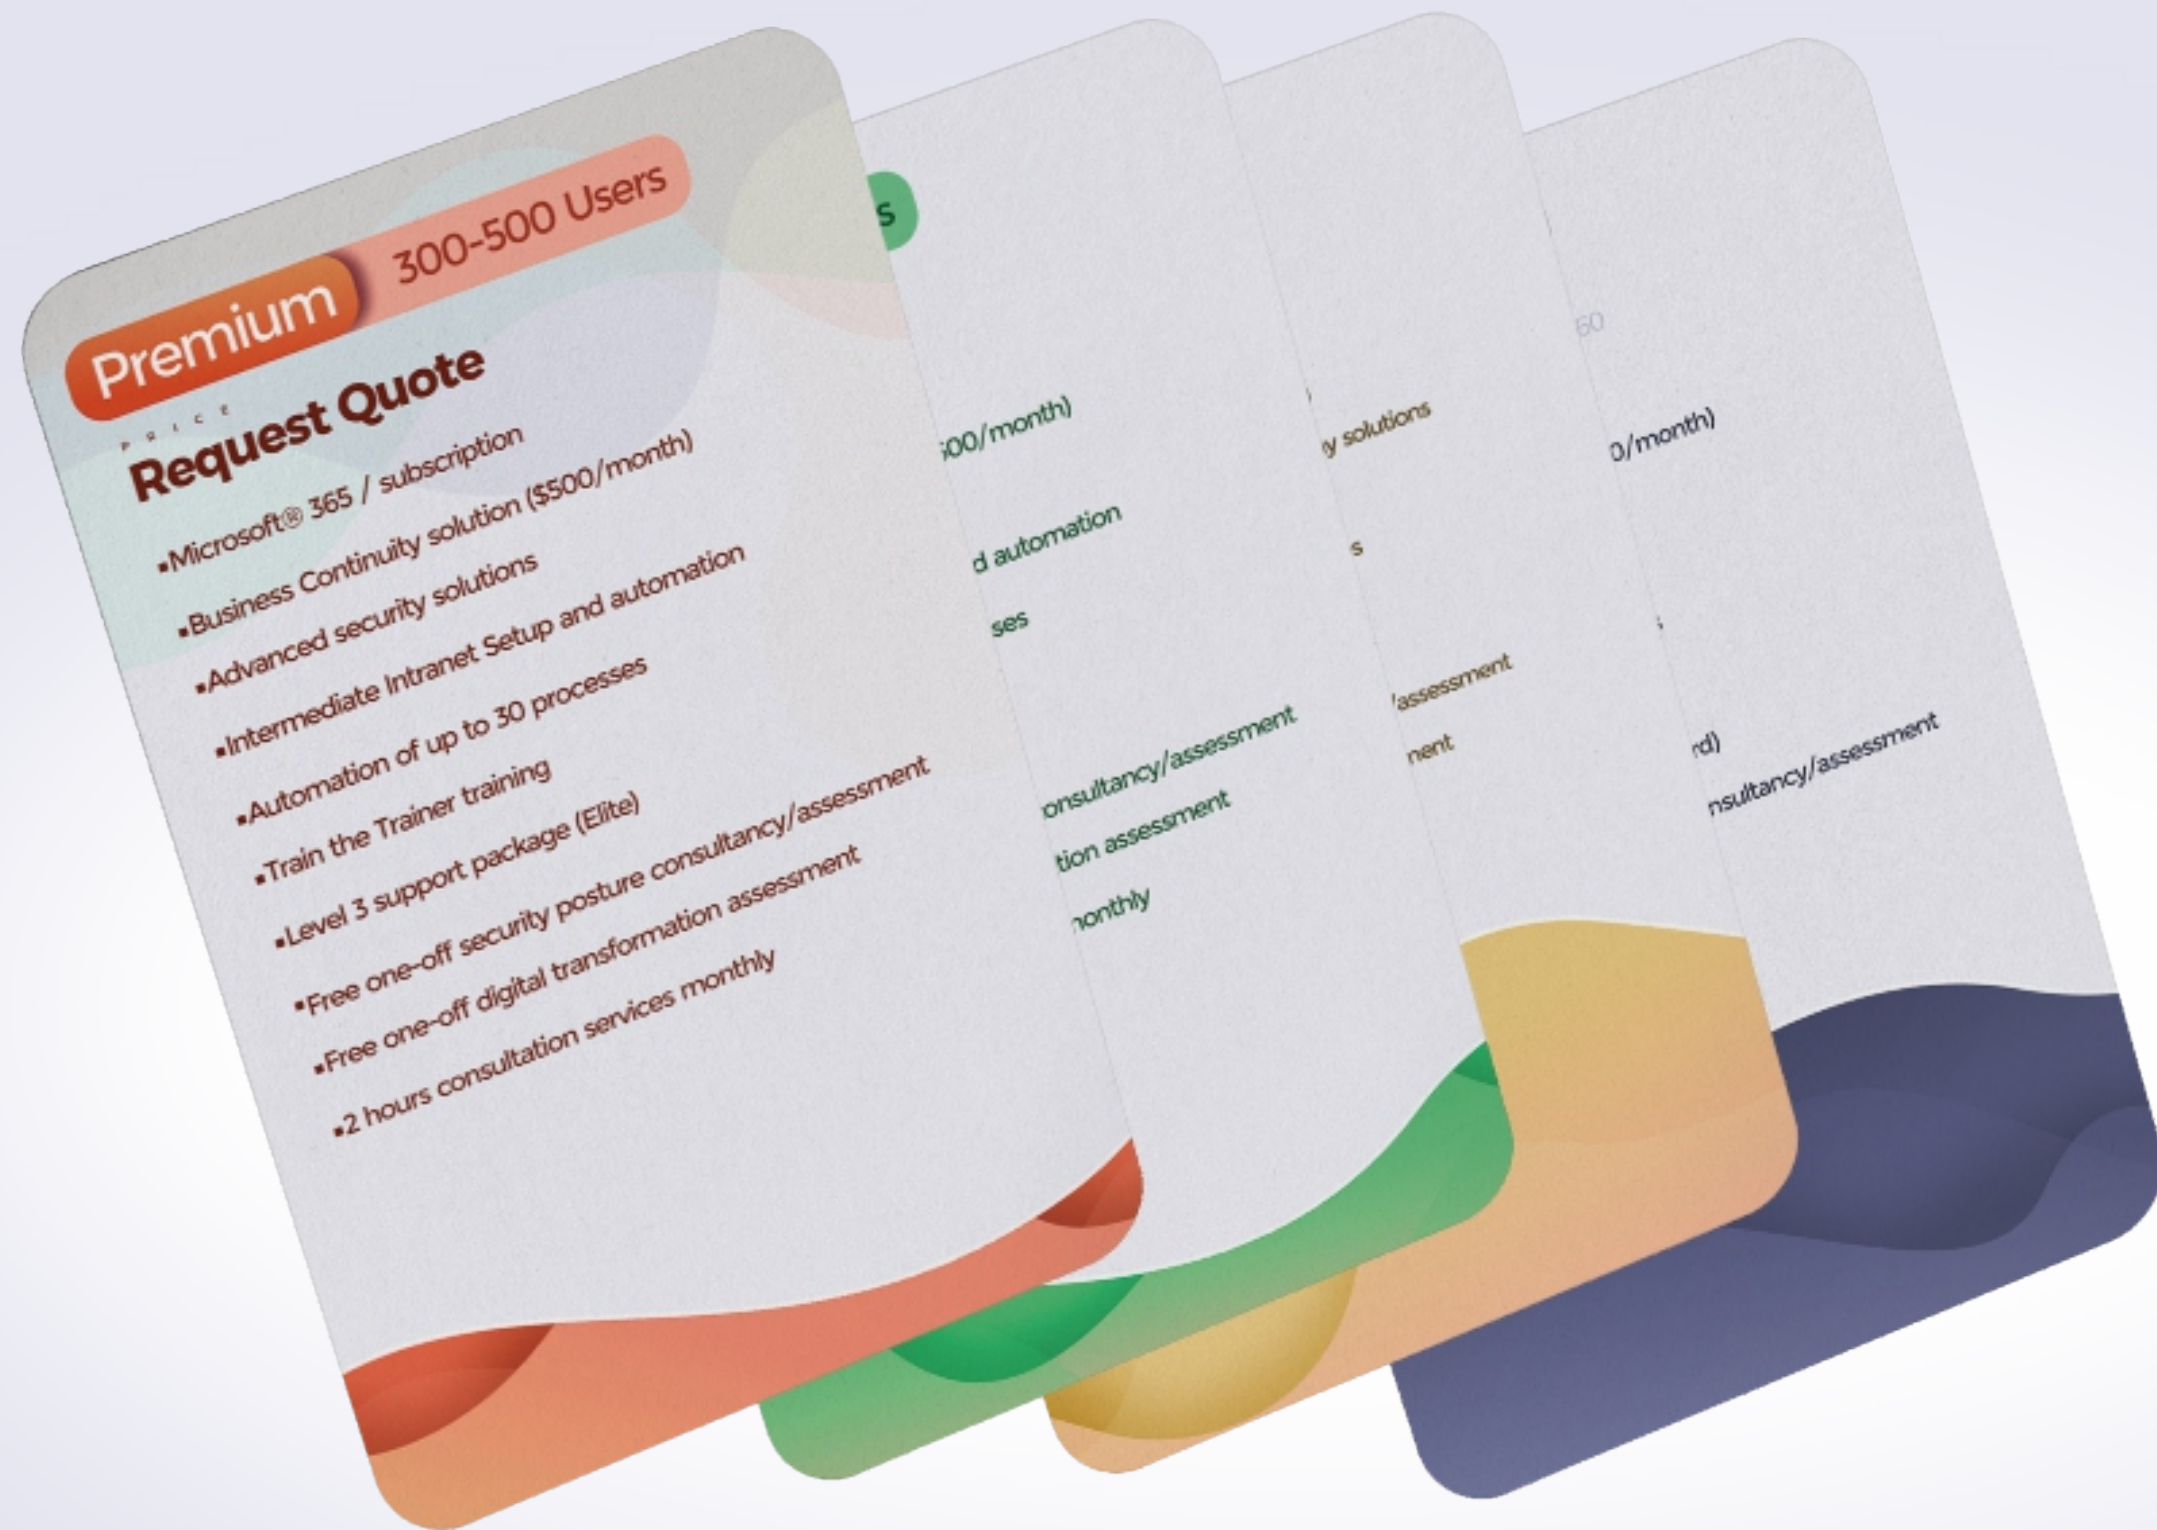 Premium
300-500 Users
PRICE
Request Quote
▪Microsoft® 365 / subscription
▪Business Continuity solution ($500/month)
▪Advanced security solutions
▪Intermediate Intranet Setup and automation
▪Automation of up to 30 processes
▪Train the Trainer training
▪Level 3 support package (Elite)
▪Free one-off security posture consultancy/assessment
▪Free one-off digital transformation assessment
▪2 hours consultation services monthly
s
500/month)
d automation
ses
onsultancy/assessment
tion assessment
monthly
y solutions
s
/assessment
ment
60
0/month)
rd)
nsultancy/assessment